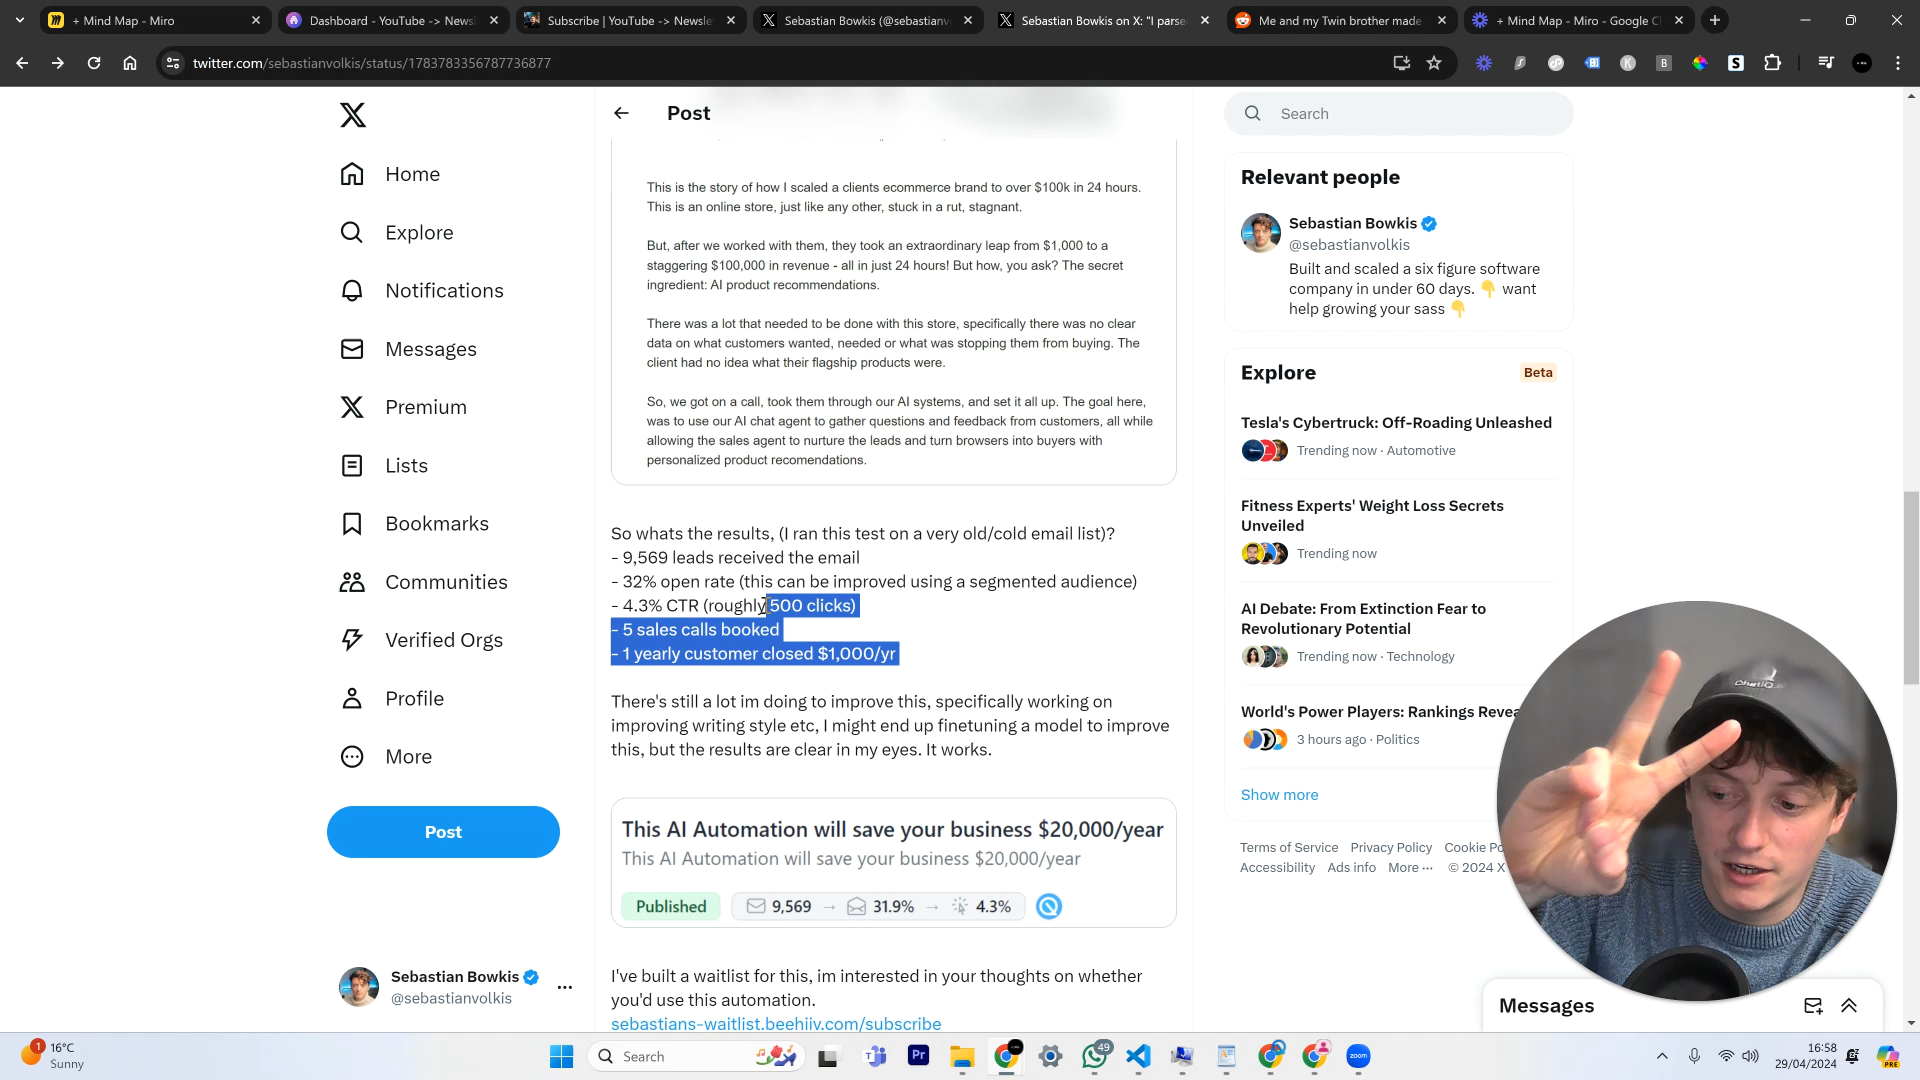 + Mind Map - Miro
Dashboard - YouTube -> Newsl
Subscribe | YouTube -> Newsle
Sebastian Bowkis (@sebastianv
Sebastian Bowkis on X: "I parse
Me and my Twin brother made
+ Mind Map - Miro - Google C
twitter.com/sebastianvolkis/status/1783783356787736877
Home
Explore
Notifications
Messages
Premium
Lists
Bookmarks
Communities
Verified Orgs
Profile
More
Post
Sebastian Bowkis
@sebastianvolkis
Post
This is the story of how I scaled a clients ecommerce brand to over $100k in 24 hours.
This is an online store, just like any other, stuck in a rut, stagnant.
But, after we worked with them, they took an extraordinary leap from $1,000 to a
staggering $100,000 in revenue - all in just 24 hours! But how, you ask? The secret
ingredient: AI product recommendations.
There was a lot that needed to be done with this store, specifically there was no clear
data on what customers wanted, needed or what was stopping them from buying. The
client had no idea what their flagship products were.
So, we got on a call, took them through our AI systems, and set it all up. The goal here,
was to use our AI chat agent to gather questions and feedback from customers, all while
allowing the sales agent to nurture the leads and turn browsers into buyers with
personalized product recomendations.
So whats the results, (I ran this test on a very old/cold email list)?
- 9,569 leads received the email
- 32% open rate (this can be improved using a segmented audience)
- 4.3% CTR (roughly 500 clicks)
- 5 sales calls booked
- 1 yearly customer closed $1,000/yr
There's still a lot im doing to improve this, specifically working on
improving writing style etc, I might end up finetuning a model to improve
this, but the results are clear in my eyes. It works.
This AI Automation will save your business $20,000/year
This AI Automation will save your business $20,000/year
Published 9,569 → 31.9% → 4.3%
I've built a waitlist for this, im interested in your thoughts on whether
you'd use this automation.
sebastians-waitlist.beehiiv.com/subscribe
Search
Relevant people
Sebastian Bowkis
@sebastianvolkis
Built and scaled a six figure software
company in under 60 days. 👇 want
help growing your sass 👇
Explore
Beta
Tesla's Cybertruck: Off-Roading Unleashed
Trending now · Automotive
Fitness Experts' Weight Loss Secrets
Unveiled
Trending now
AI Debate: From Extinction Fear to
Revolutionary Potential
Trending now · Technology
World's Power Players: Rankings Revea
3 hours ago · Politics
Show more
Terms of Service Privacy Policy Cookie Po
Accessibility Ads info More ··· © 2024 X
ChatIQ
Messages
1
16°C
Sunny
Search
Pr
49
zoom
16:58
29/04/2024
PRE